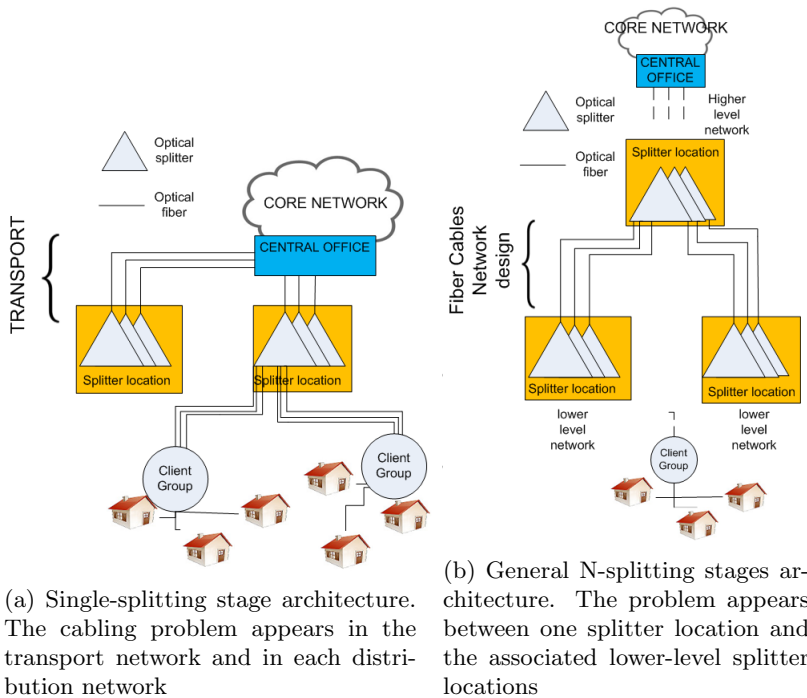 Optical
splitter
Optical
fiber
CORE NETWORK
CENTRAL OFFICE
TRANSPORT
Splitter location
Splitter location
Client
Group
Client
Group
(a) Single-splitting stage architecture.
The cabling problem appears in the
transport network and in each distri-
bution network
CORE NETWORK
CENTRAL
OFFICE
Optical
splitter
Higher
level
network
Optical
fiber
Splitter location
Fiber Cables
Network
design
Splitter location
Splitter location
lower
level
network
lower
level
network
Client
Group
(b) General N-splitting stages ar-
chitecture. The problem appears
between one splitter location and
the associated lower-level splitter
locations